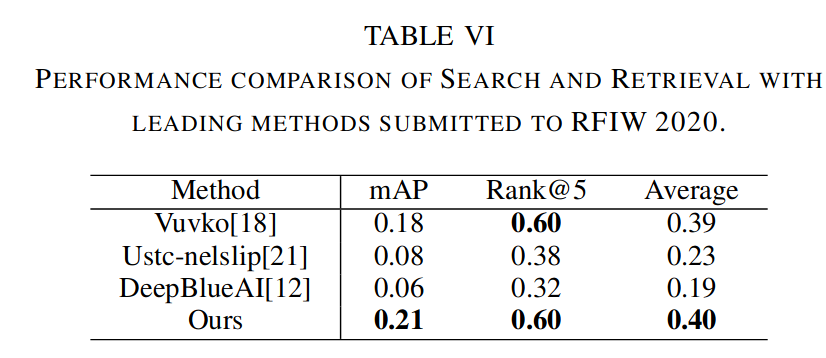 TABLE VI
PERFORMANCE COMPARISON OF SEARCH AND RETRIEVAL WITH
LEADING METHODS SUBMITTED TO RFIW 2020.
Method mAP Rank@5 Average
Vuvko[18] 0.18 0.60 0.39
Ustc-nelslip[21] 0.08 0.38 0.23
DeepBlueAI[12] 0.06 0.32 0.19
Ours 0.21 0.60 0.40